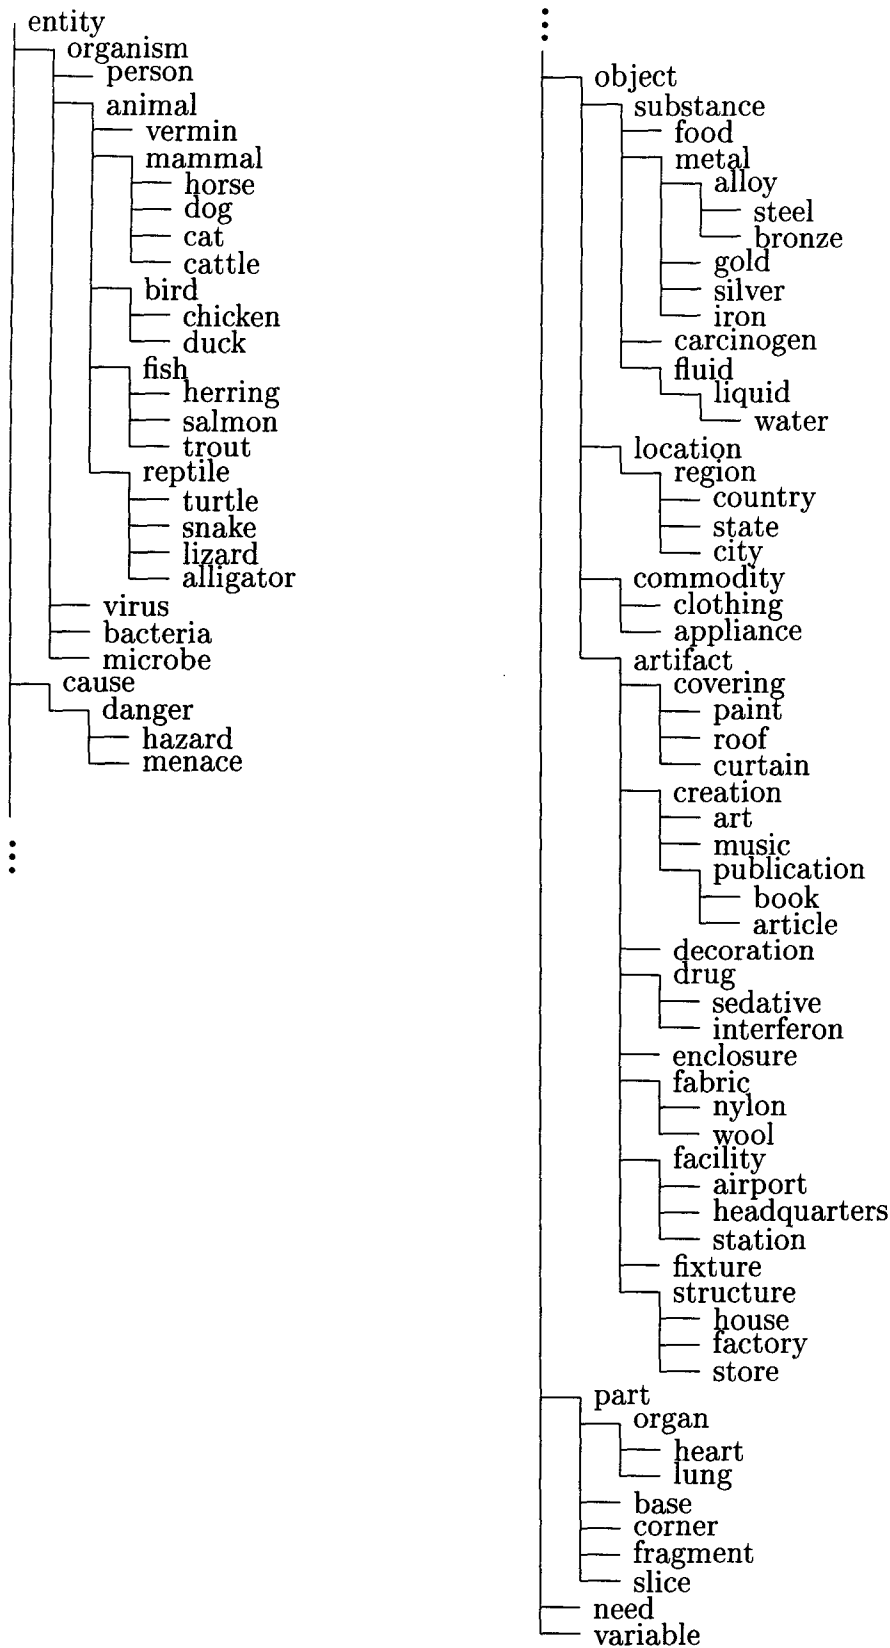 entity
organism
person
animal
vermin
mammal
horse
dog
cat
cattle
bird
chicken
duck
fish
herring
salmon
trout
reptile
turtle
snake
lizard
alligator
virus
bacteria
microbe
cause
danger
hazard
menace
object
substance
food
metal
alloy
steel
bronze
gold
silver
iron
carcinogen
fluid
liquid
water
location
region
country
state
city
commodity
clothing
appliance
artifact
covering
paint
roof
curtain
creation
art
music
publication
book
article
decoration
drug
sedative
interferon
enclosure
fabric
nylon
wool
facility
airport
headquarters
station
fixture
structure
house
factory
store
part
organ
heart
lung
base
corner
fragment
slice
need
variable